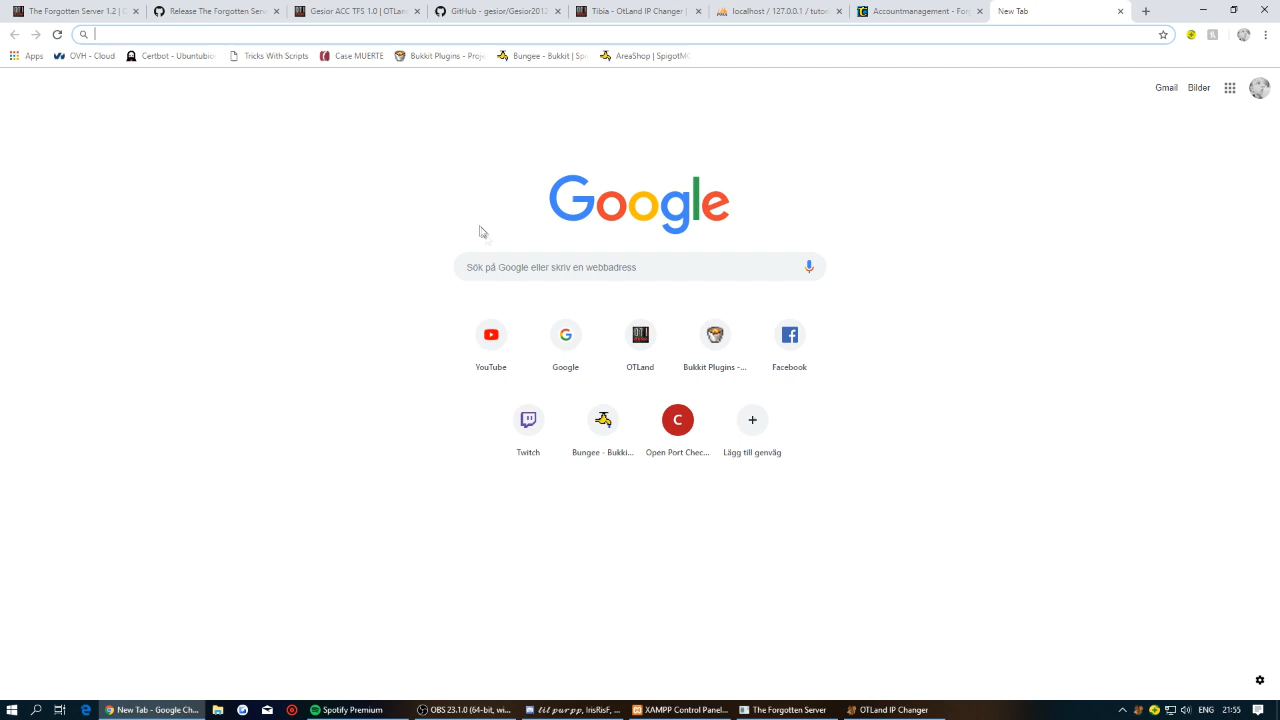 The Forgotten Server 1.2 | Release The Forgotten Serv Gesior ACC TFS 1.0 | OTLan GitHub - gesior/Gesior2012 Tibia - OtLand IP Changer | localhost / 127.0.0.1 / tutor Accountmanagement - Forg New Tab
Apps OVH - Cloud Certbot - Ubuntubio Tricks With Scripts Case MUERTE Bukkit Plugins - Proje Bungee - Bukkit | Spi AreaShop | SpigotMC
Gmail Bilder
Google
Sök på Google eller skriv en webbadress
YouTube Google OTLand Bukkit Plugins -... Facebook
C
Twitch Bungee - Bukki... Open Port Chec... Lägg till genväg
New Tab - Google Ch... Spotify Premium OBS 23.1.0 (64-bit, wi... lil purpp, IrisRisF, ... XAMPP Control Panel... The Forgotten Server OTLand IP Changer ENG 21:55